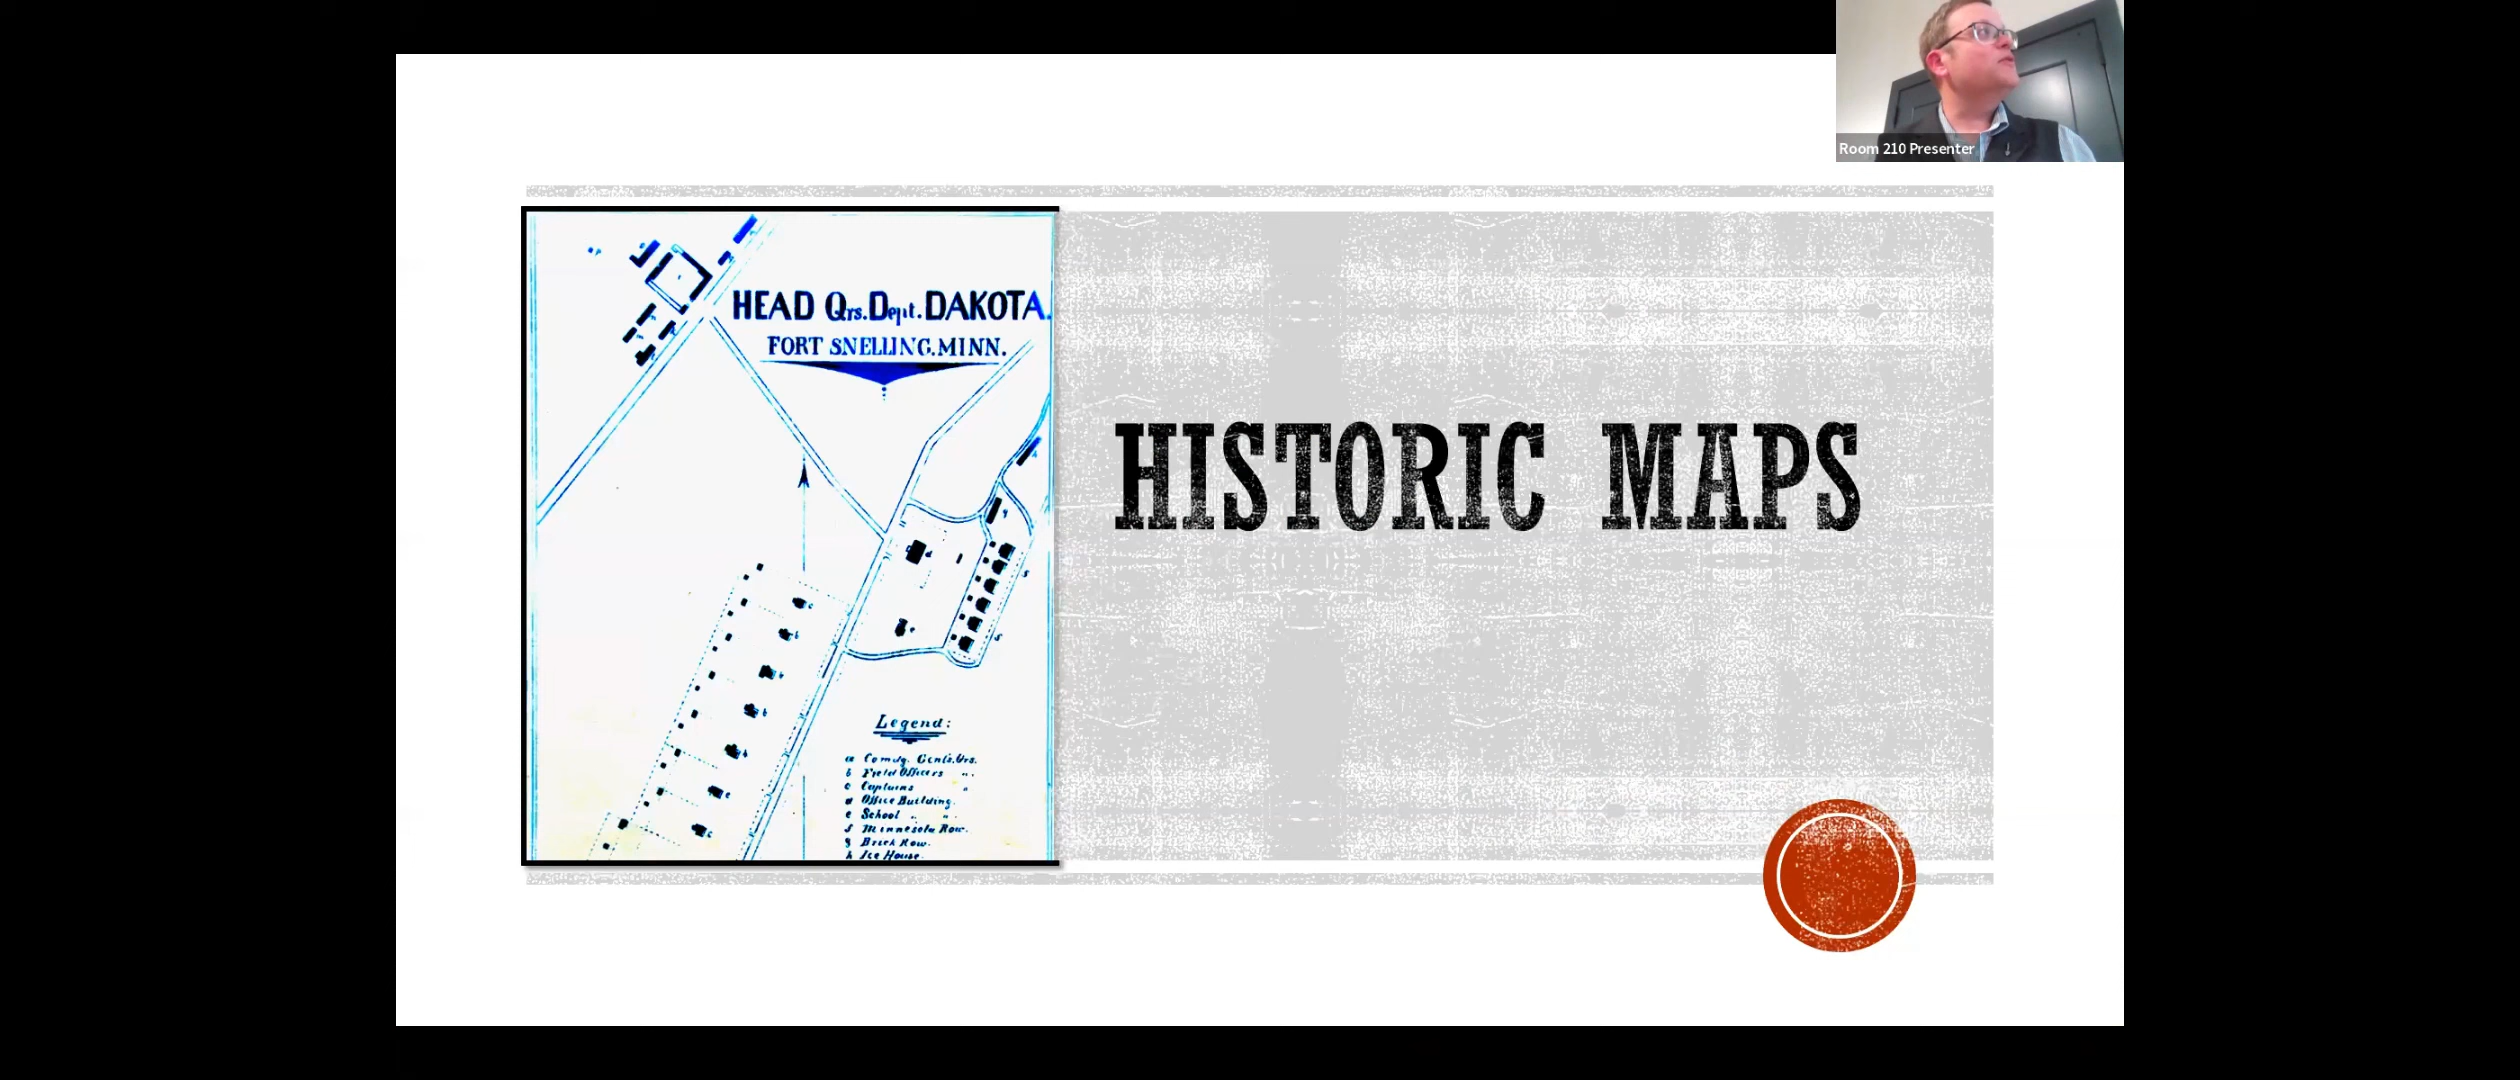 Room 210 Presenter
HEAD Qrs. Dept. DAKOTA.
FORT SNELLING, MINN.
HISTORIC MAPS
Legend:
a Comdg. Genl's. Qrs.
b Field Officers "
c Captains "
d Office Building.
e School " "
f Minnesota Row.
g Brick Row.
h Ice House.